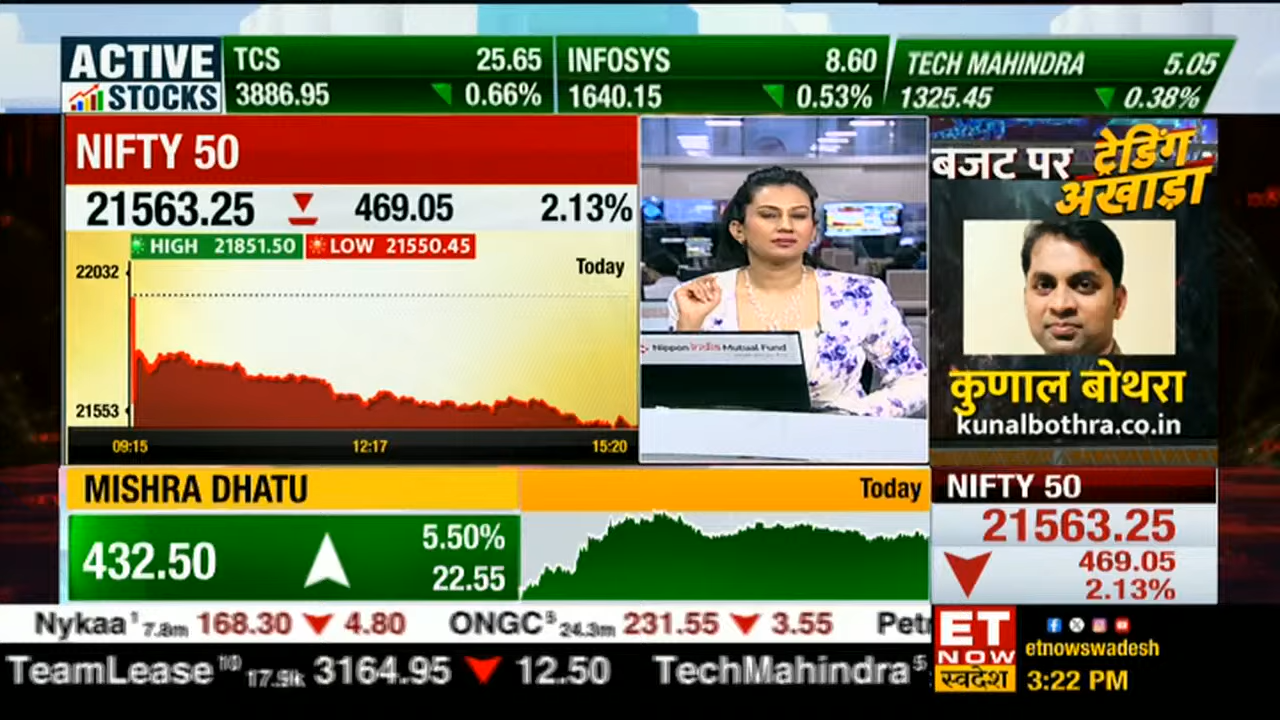 ACTIVE STOCKS
TCS 25.65
3886.95 0.66%
INFOSYS 8.60
1640.15 0.53%
TECH MAHINDRA 5.05
1325.45 0.38%
NIFTY 50
21563.25 469.05 2.13%
HIGH 21851.50 LOW 21550.45
Today
22032
21553
09:15 12:17 15:20
Nippon India Mutual Fund
बजट पर ट्रेडिंग अखाड़ा
कुणाल बोथरा
kunalbothra.co.in
MISHRA DHATU Today
432.50 5.50%
22.55
NIFTY 50
21563.25
469.05
2.13%
Nykaa 1 7.8m 168.30 4.80 ONGC 5 24.3m 231.55 3.55 Petr
TeamLease 10 17.9k 3164.95 12.50 TechMahindra 5
ET NOW स्वदेश
etnowswadesh
3:22 PM